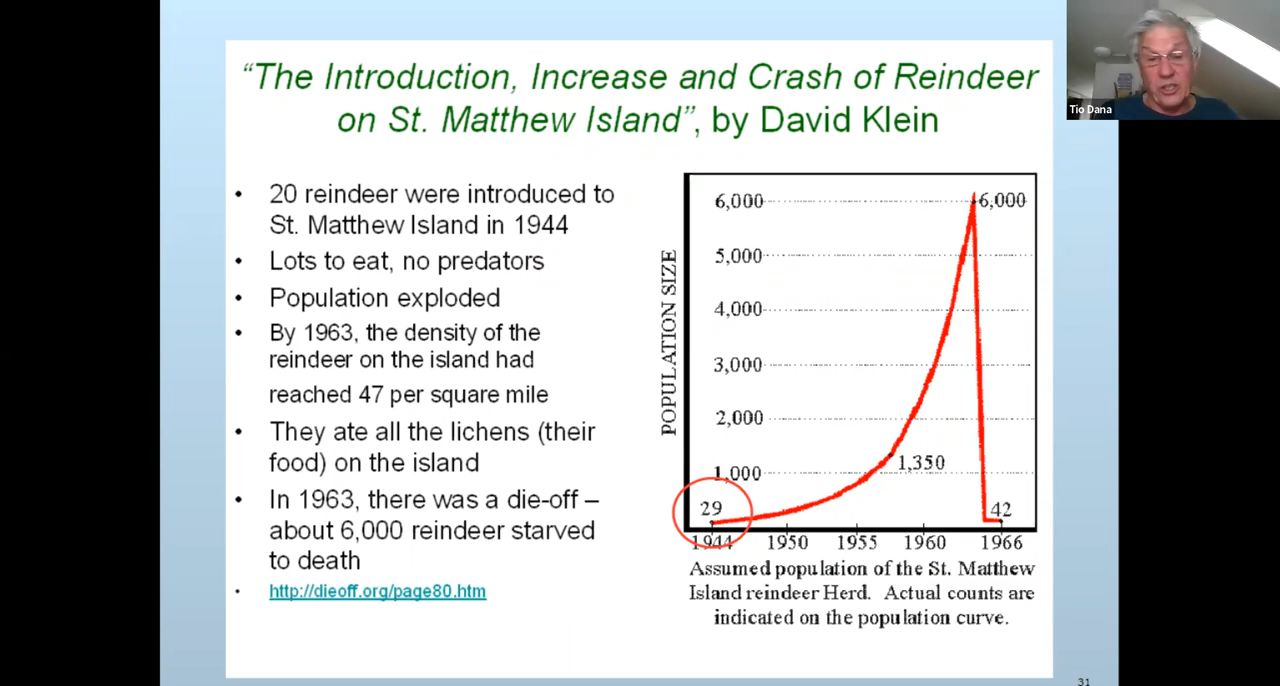 “The Introduction, Increase and Crash of Reindeer
on St. Matthew Island”, by David Klein
• 20 reindeer were introduced to
St. Matthew Island in 1944
• Lots to eat, no predators
• Population exploded
• By 1963, the density of the
reindeer on the island had
reached 47 per square mile
• They ate all the lichens (their
food) on the island
• In 1963, there was a die-off –
about 6,000 reindeer starved
to death
• http://dieoff.org/page80.htm
POPULATION SIZE
6,000
6,000
5,000
4,000
3,000
2,000
1,350
1,000
29
42
1944 1950 1955 1960 1966
Assumed population of the St. Matthew
Island reindeer Herd. Actual counts are
indicated on the population curve.
Tio Dana
31